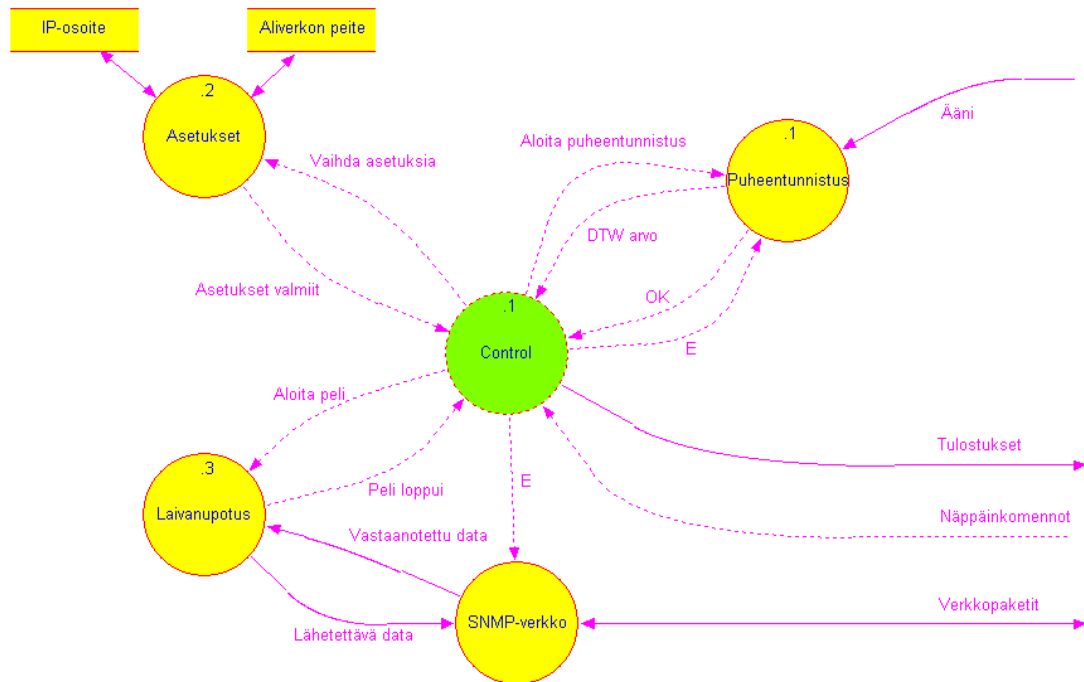 IP-osoite
Aliverkon peite
.2
Asetukset
Ääni
.1
Puheentunnistus
Aloita puheentunnistus
Vaihda asetuksia
DTW arvo
Asetukset valmiit
OK
E
.1
Control
Aloita peli
Tulostukset
.3
Laivanupotus
Peli loppui
E
Näppäinkomennot
Vastaanotettu data
SNMP-verkko
Verkkopaketit
Lähetettävä data